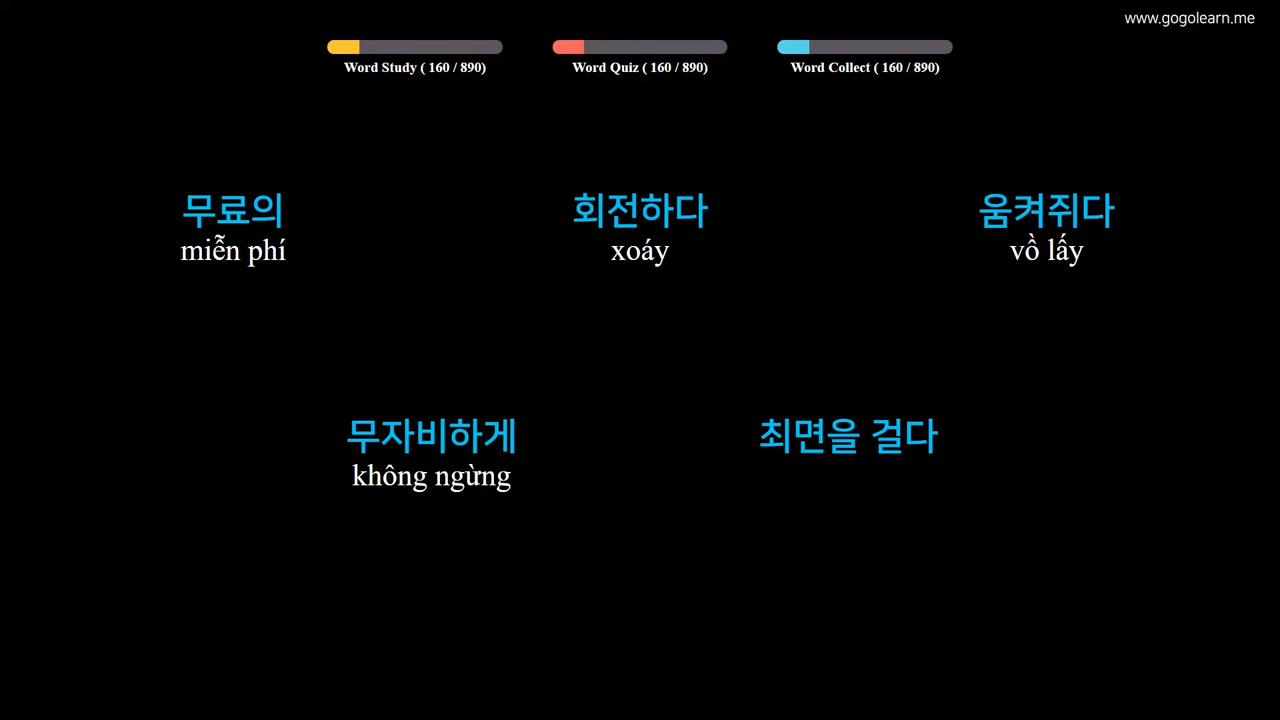 www.gogolearn.me
Word Study ( 160 / 890)
Word Quiz ( 160 / 890)
Word Collect ( 160 / 890)
무료의
miễn phí
회전하다
xoáy
움켜쥐다
vồ lấy
무자비하게
không ngừng
최면을 걸다